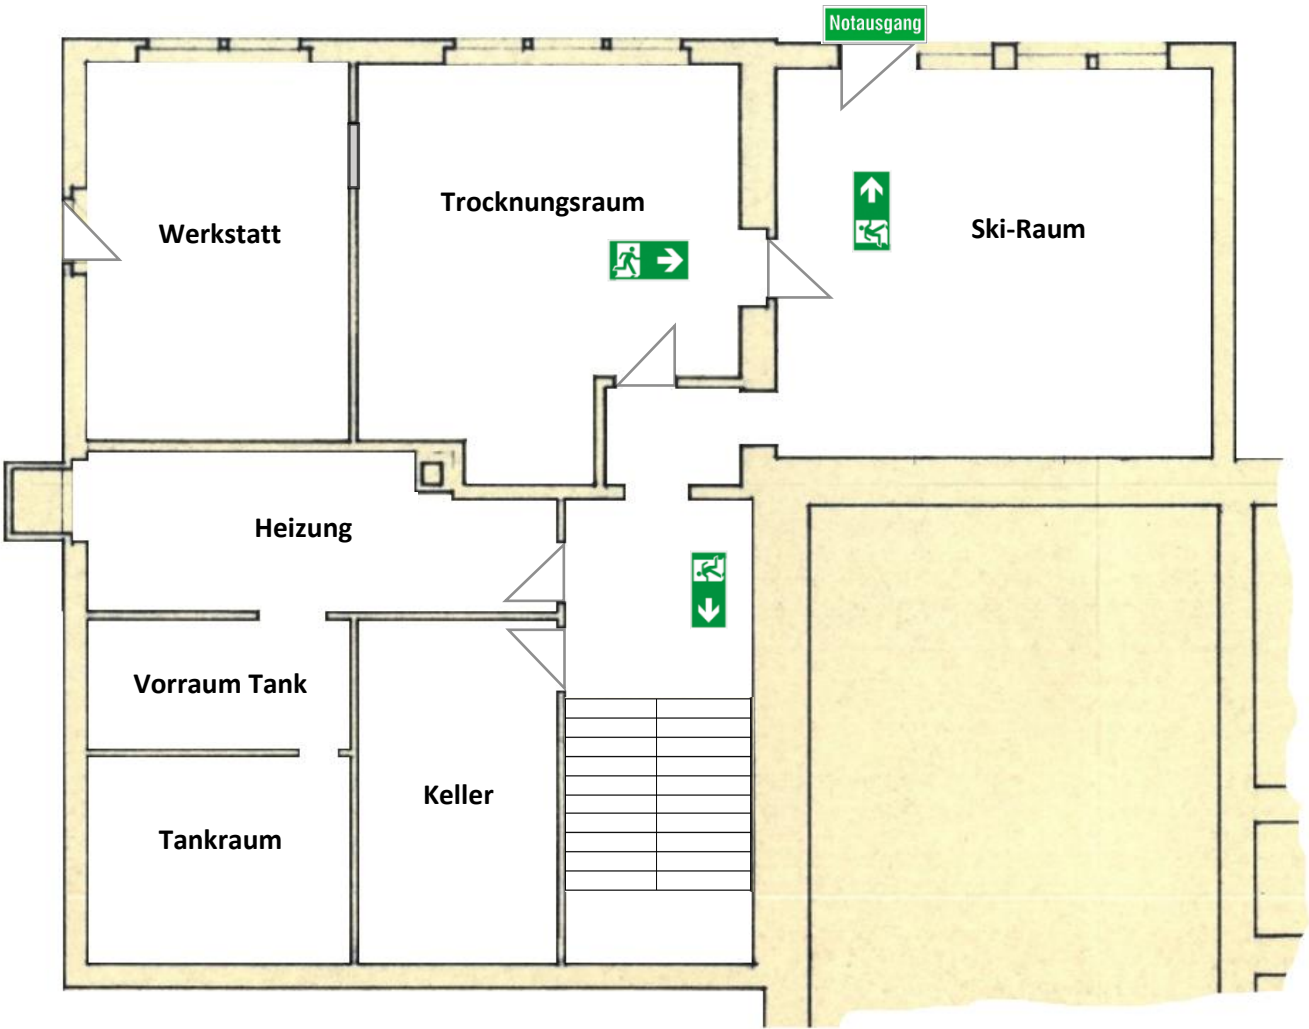 Notausgang
Trocknungsraum
Werkstatt
Ski-Raum
Heizung
Vorraum Tank
Keller
Tankraum